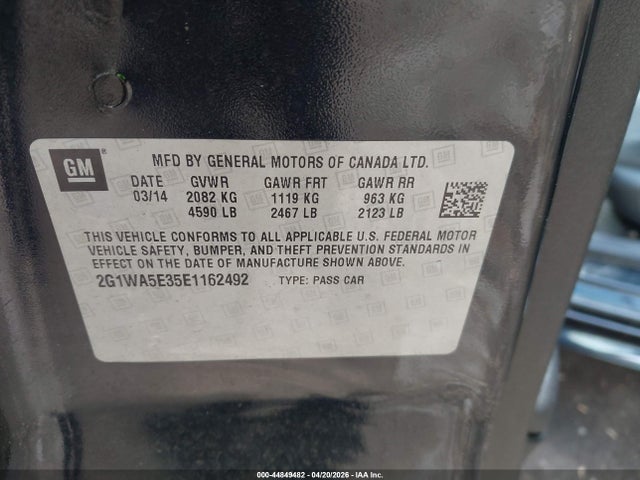 GM
MFD BY GENERAL MOTORS OF CANADA LTD.
DATE GVWR GAWR FRT GAWR RR
03/14 2082 KG 1119 KG 963 KG
4590 LB 2467 LB 2123 LB
THIS VEHICLE CONFORMS TO ALL APPLICABLE U.S. FEDERAL MOTOR
VEHICLE SAFETY, BUMPER, AND THEFT PREVENTION STANDARDS IN
EFFECT ON THE DATE OF MANUFACTURE SHOWN ABOVE.
2G1WA5E35E1162492 TYPE: PASS CAR
000-44849482 - 04/20/2026 - IAA Inc.